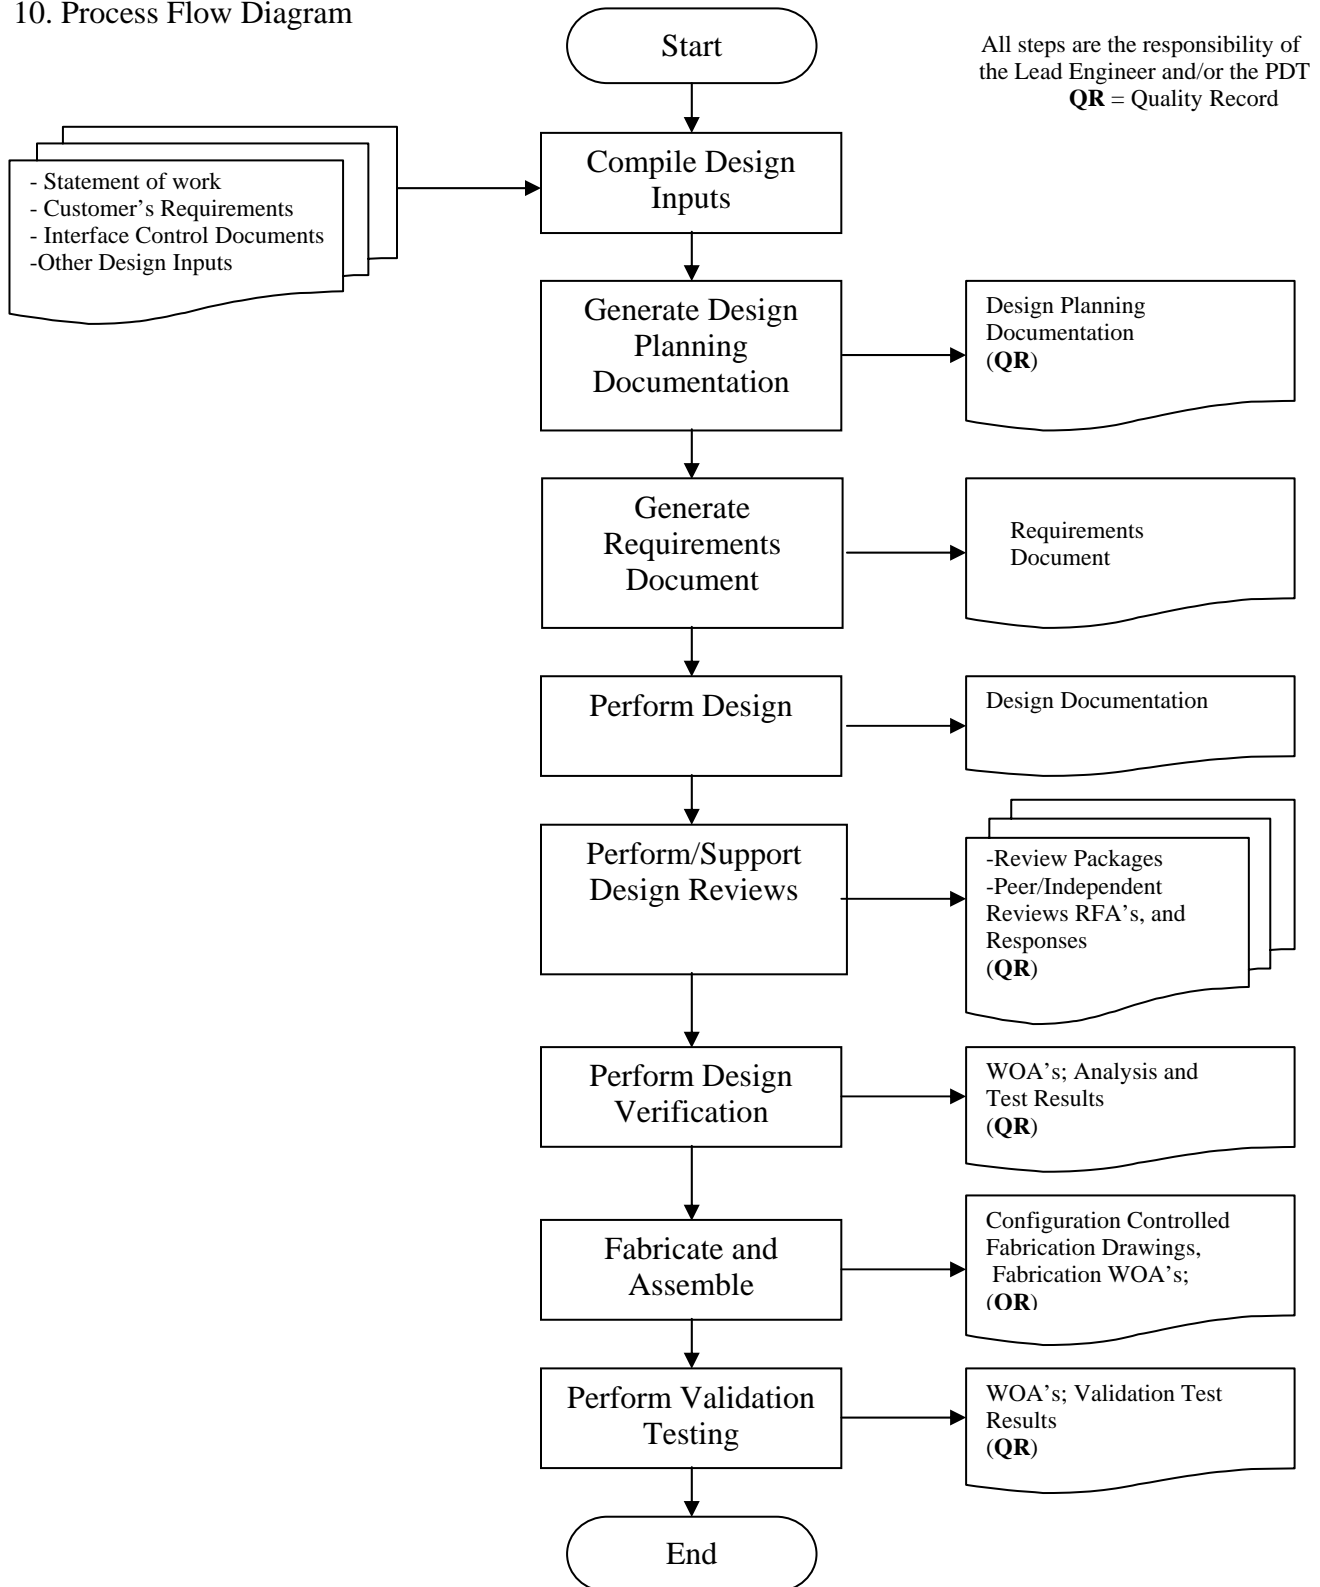 10. Process Flow Diagram
Start
All steps are the responsibility of
the Lead Engineer and/or the PDT
QR = Quality Record
- Statement of work
- Customer’s Requirements
- Interface Control Documents
-Other Design Inputs
Compile Design
Inputs
Generate Design
Planning
Documentation
Design Planning
Documentation
(QR)
Generate
Requirements
Document
Requirements
Document
Perform Design
Design Documentation
Perform/Support
Design Reviews
-Review Packages
-Peer/Independent
Reviews RFA’s, and
Responses
(QR)
Perform Design
Verification
WOA’s; Analysis and
Test Results
(QR)
Fabricate and
Assemble
Configuration Controlled
Fabrication Drawings,
Fabrication WOA’s;
(QR)
Perform Validation
Testing
WOA’s; Validation Test
Results
(QR)
End